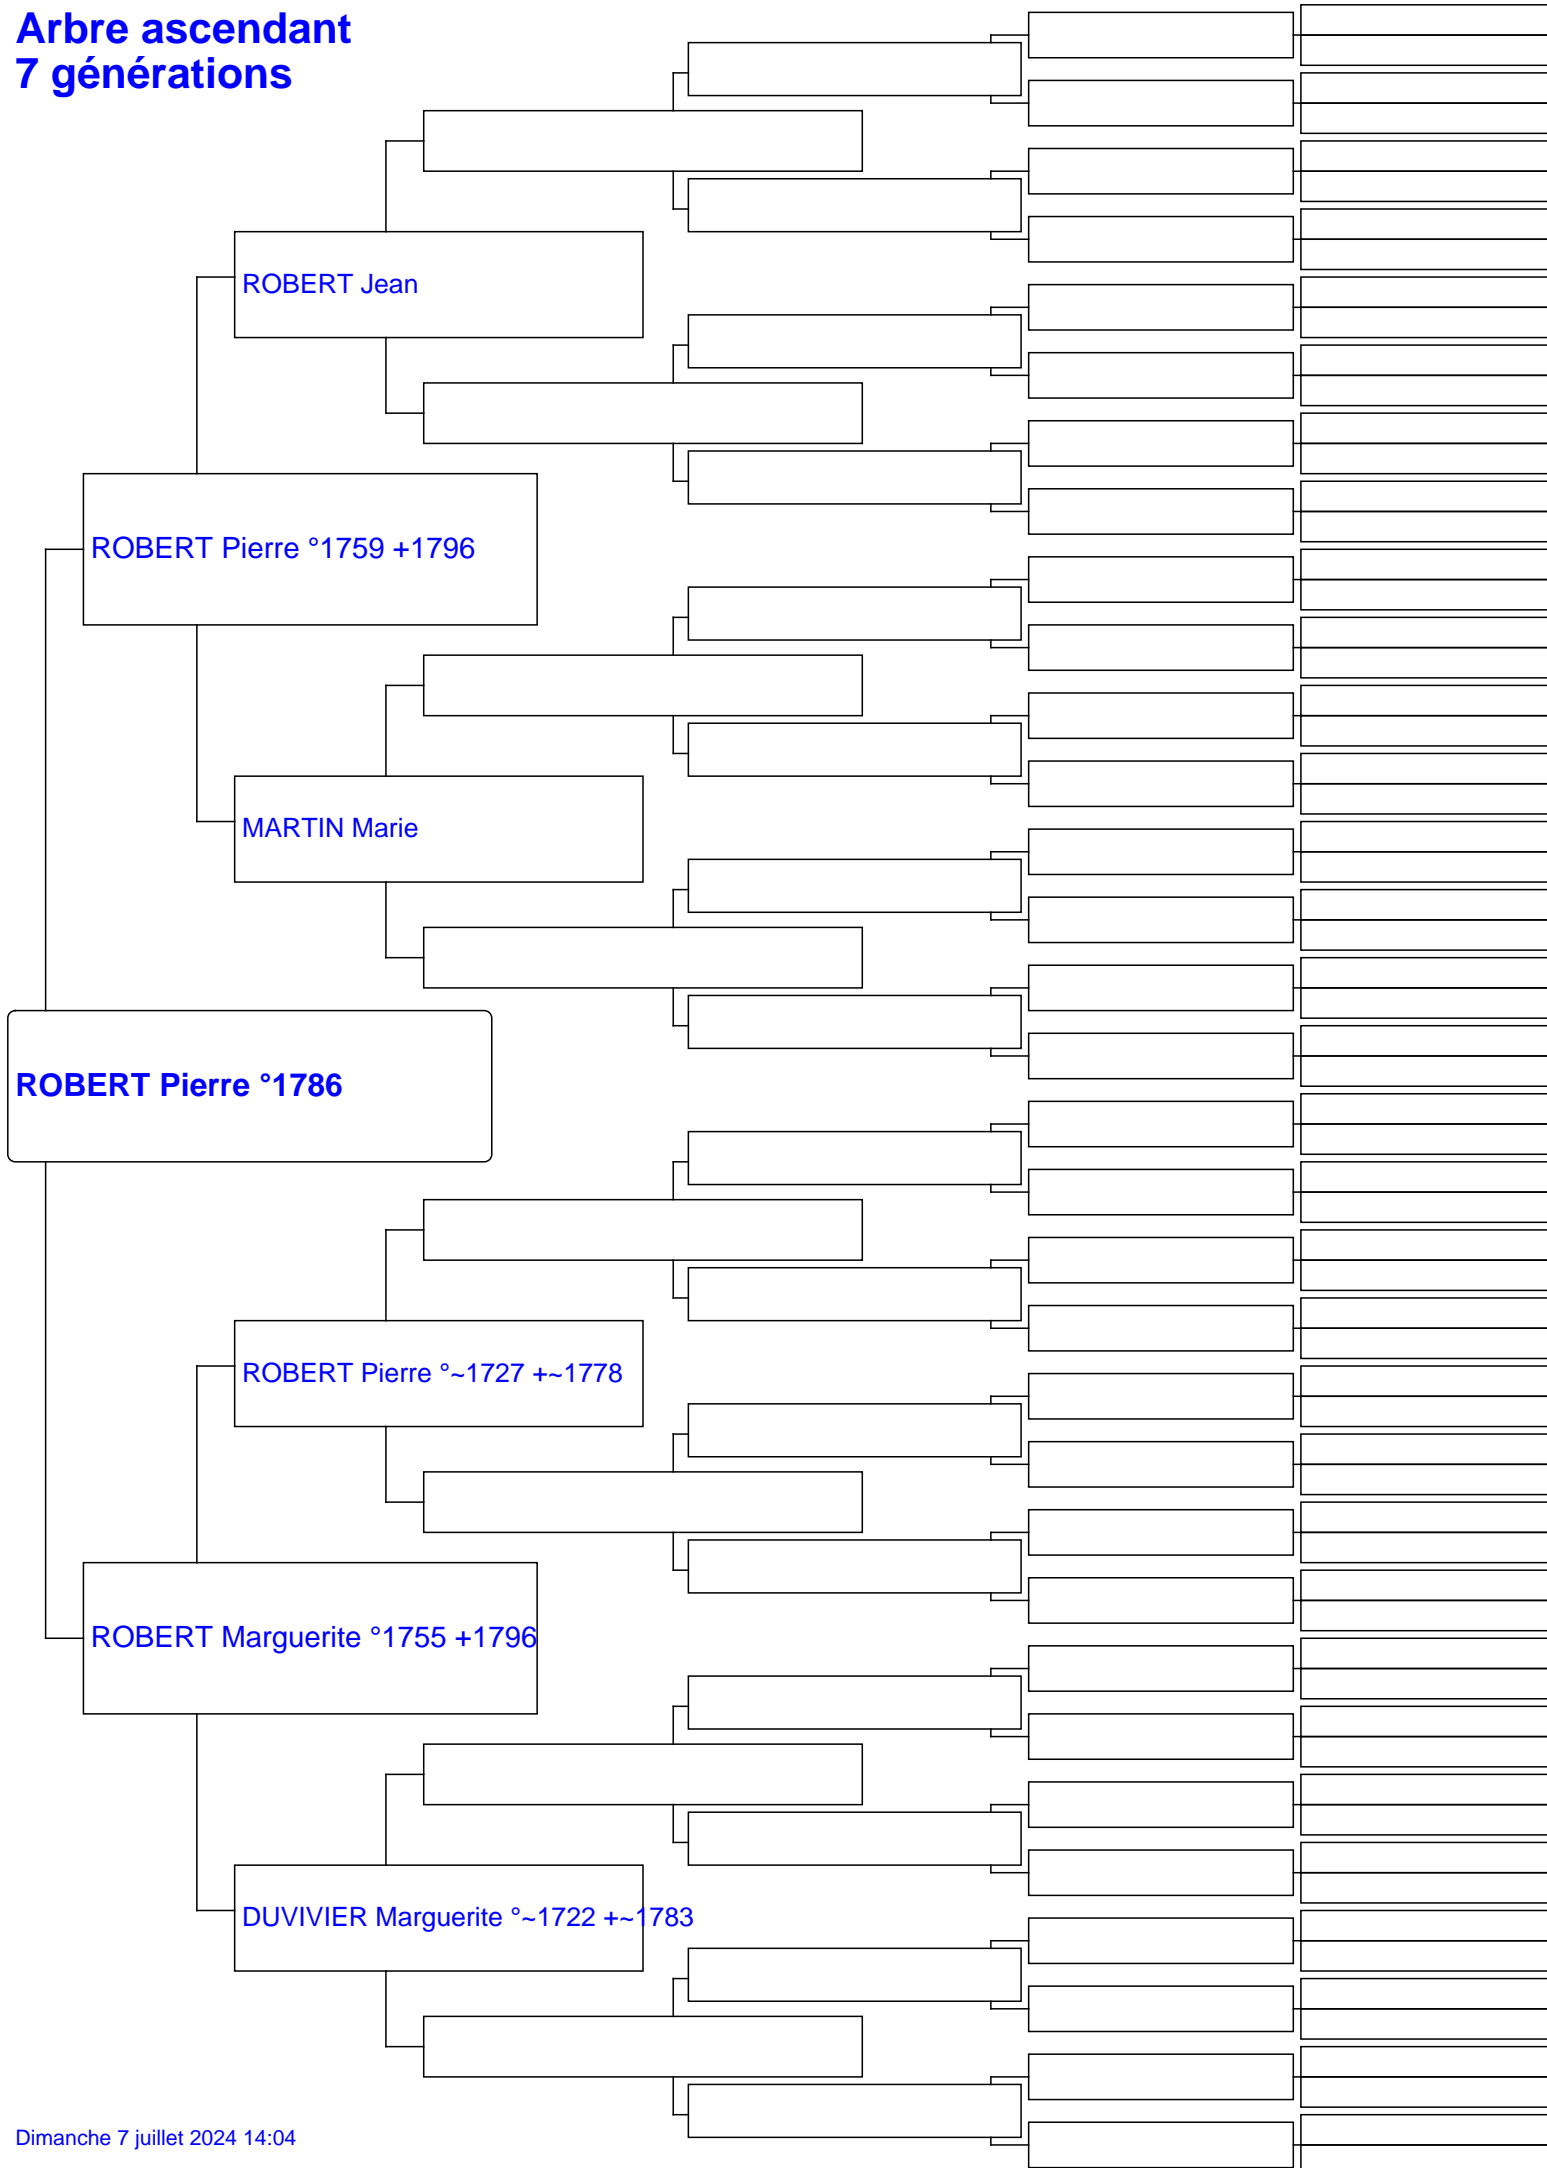 Arbre ascendant
7 générations
ROBERT Jean
ROBERT Pierre °1759 +1796
MARTIN Marie
ROBERT Pierre °1786
ROBERT Pierre °~1727 +~1778
ROBERT Marguerite °1755 +1796
DUVIVIER Marguerite °~1722 +~1783
Dimanche 7 juillet 2024 14:04